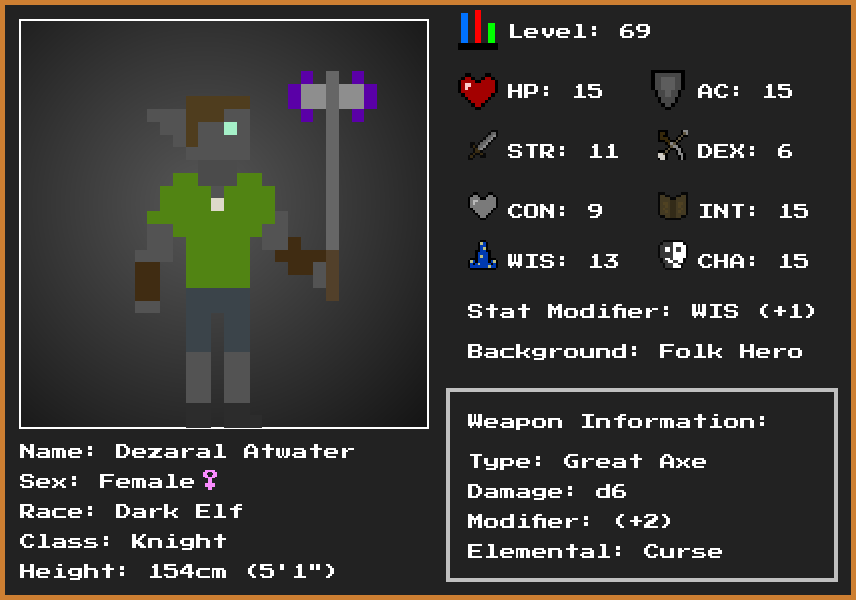 Level: 69
HP: 15 AC: 15
STR: 11 DEX: 6
CON: 9 INT: 15
WIS: 13 CHA: 15
Stat Modifier: WIS (+1)
Background: Folk Hero
Weapon Information:
Type: Great Axe
Damage: d6
Modifier: (+2)
Elemental: Curse
Name: Dezaral Atwater
Sex: Female♀
Race: Dark Elf
Class: Knight
Height: 154cm (5'1")